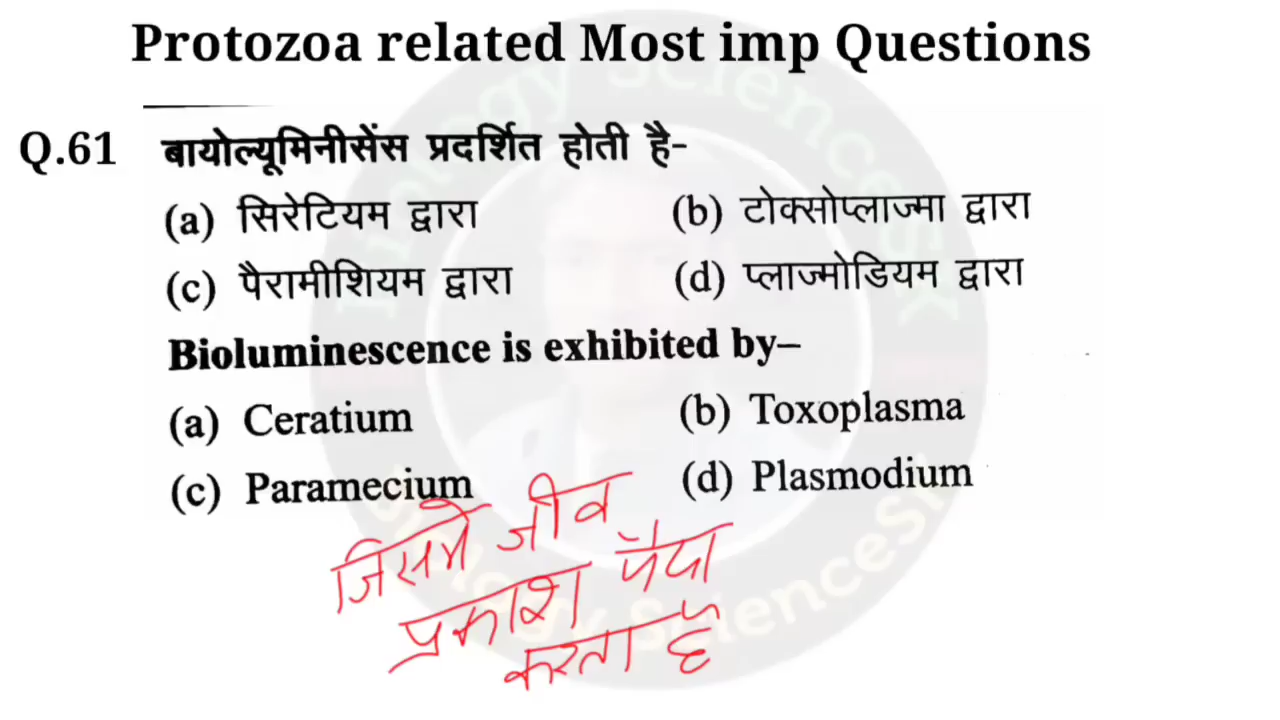 Protozoa related Most imp Questions
Q.61 बायोल्यूमिनीसेंस प्रदर्शित होती है-
(a) सिरेटियम द्वारा (b) टोक्सोप्लाज्मा द्वारा
(c) पैरामीशियम द्वारा (d) प्लाज्मोडियम द्वारा
Bioluminescence is exhibited by–
(a) Ceratium (b) Toxoplasma
(c) Paramecium (d) Plasmodium
जिसमे जीव
प्रकाश पैदा
करता है